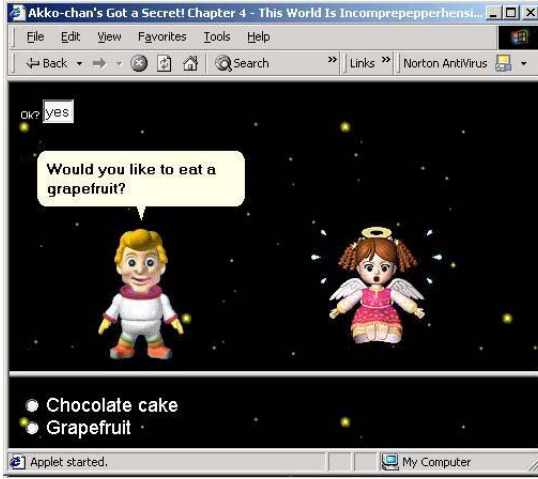 Akko-chan's Got a Secret! Chapter 4 - This World Is Incomprepepperhensi...
File Edit View Favorites Tools Help
Back Search » Links » Norton AntiVirus
Ok? yes
Would you like to eat a
grapefruit?
Chocolate cake
Grapefruit
Applet started. My Computer